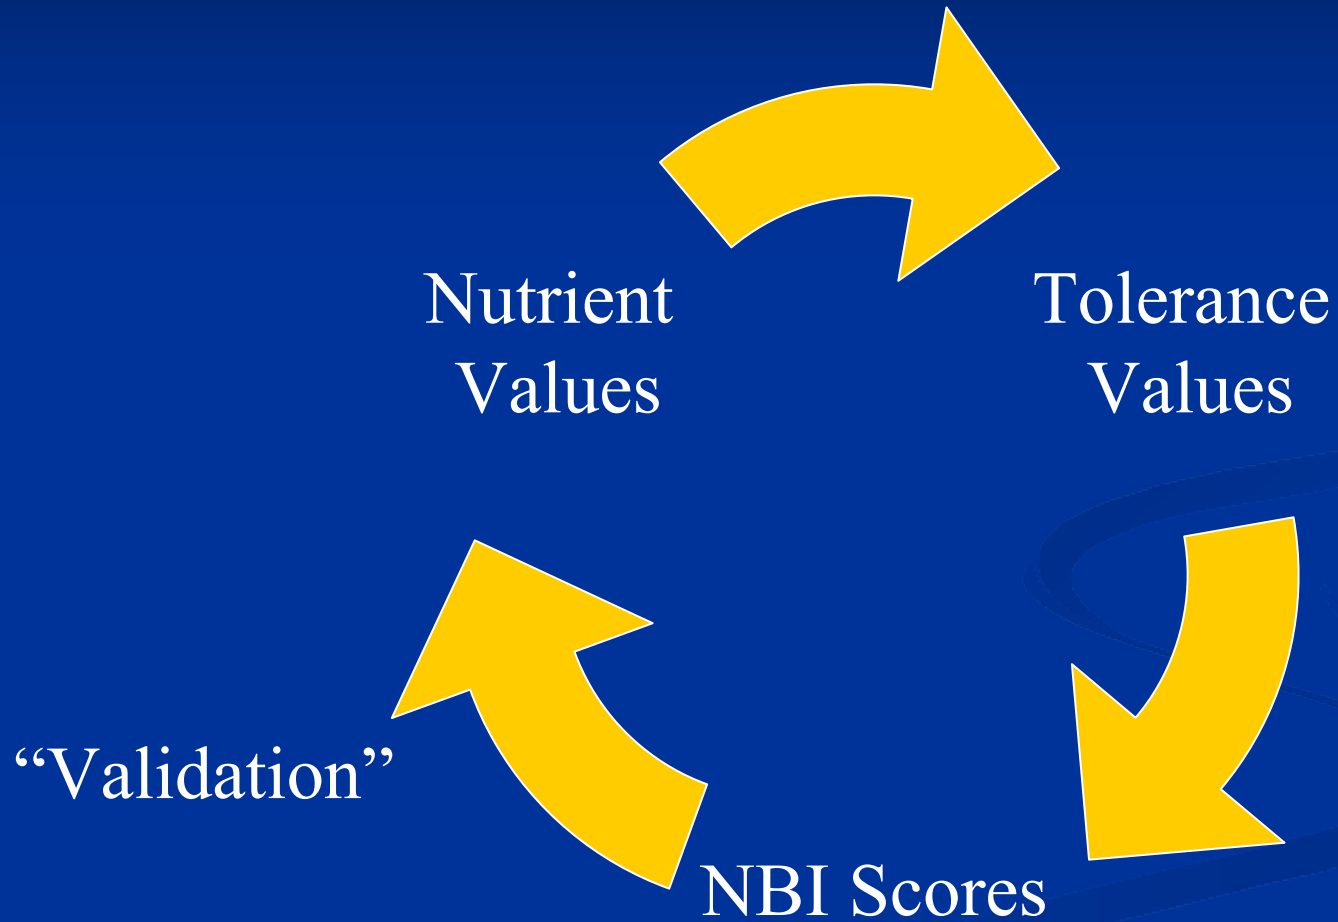 Nutrient
Values
Tolerance
Values
“Validation”
NBI Scores